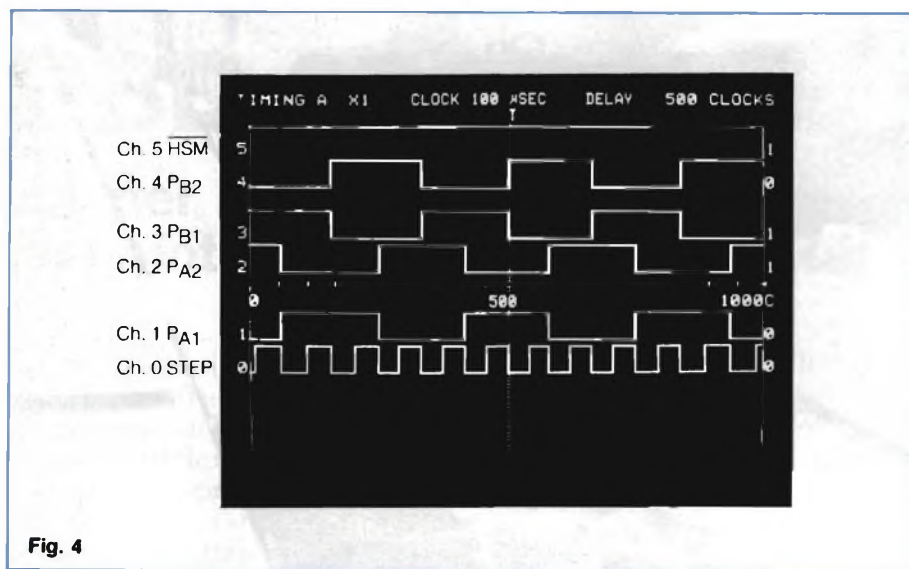 TIMING A X1 CLOCK 100 µSEC DELAY 500 CLOCKS
T
Ch. 5 HSM 5 1
Ch. 4 PB2 4 0
Ch. 3 PB1 3 1
Ch. 2 PA2 2 1
0 500 1000C
Ch. 1 PA1 1 0
Ch. 0 STEP 0 0
Fig. 4